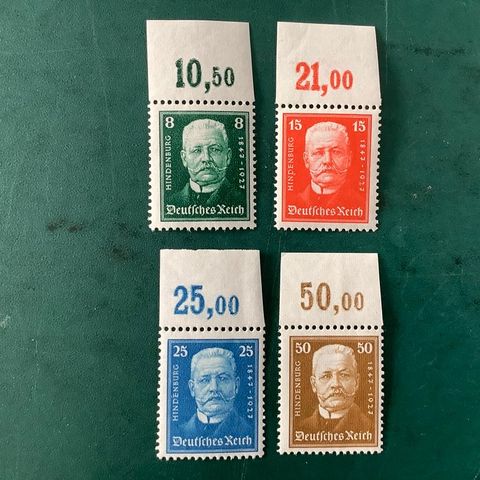 10,50
8 8
HINDENBURG
1847-1927
Deutsches Reich
21,00
15 15
HINDENBURG
1847-1927
Deutsches Reich
25,00
25 25
HINDENBURG
1847-1927
Deutsches Reich
50,00
50 50
HINDENBURG
1847-1927
Deutsches Reich